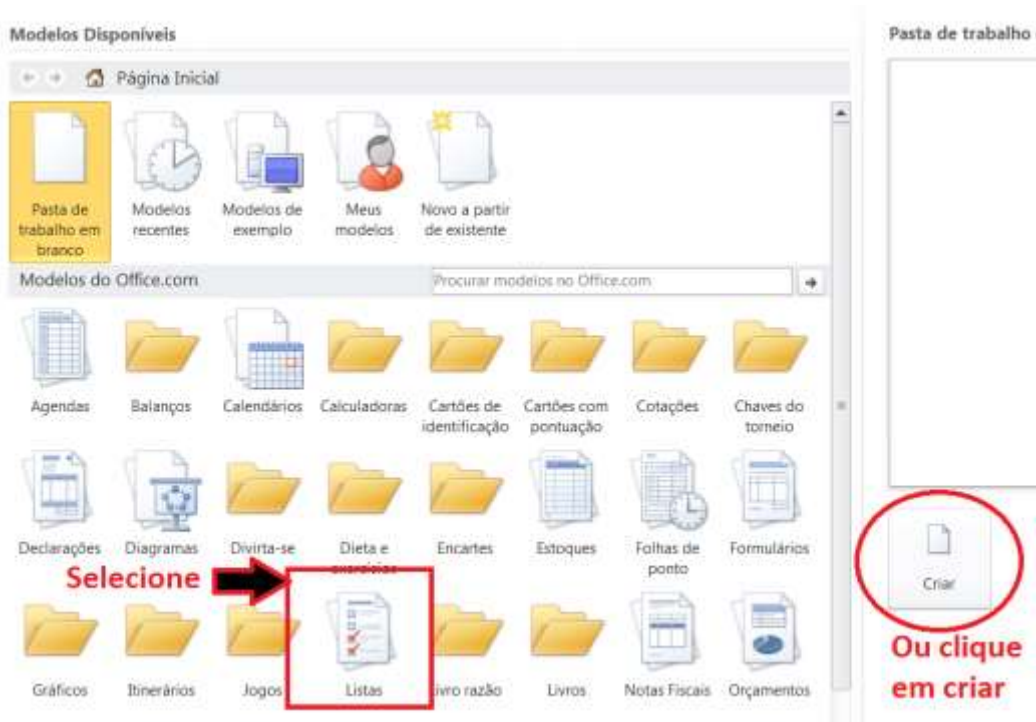 Modelos Disponíveis
Pasta de trabalho
Página Inicial
Pasta de
trabalho em
branco
Modelos
recentes
Modelos de
exemplo
Meus
modelos
Novo a partir
de existente
Modelos do Office.com
Procurar modelos no Office.com
Agendas
Balanços
Calendários
Calculadoras
Cartões de
identificação
Cartões com
pontuação
Cotações
Chaves do
torneio
Declarações
Diagramas
Divirta-se
Dieta e
Encartes
Estoques
Folhas de
ponto
Formulários
Criar
Selecione
Gráficos
Itinerários
Jogos
Listas
razão
Livros
Notas Fiscais
Orçamentos
Ou clique
em criar